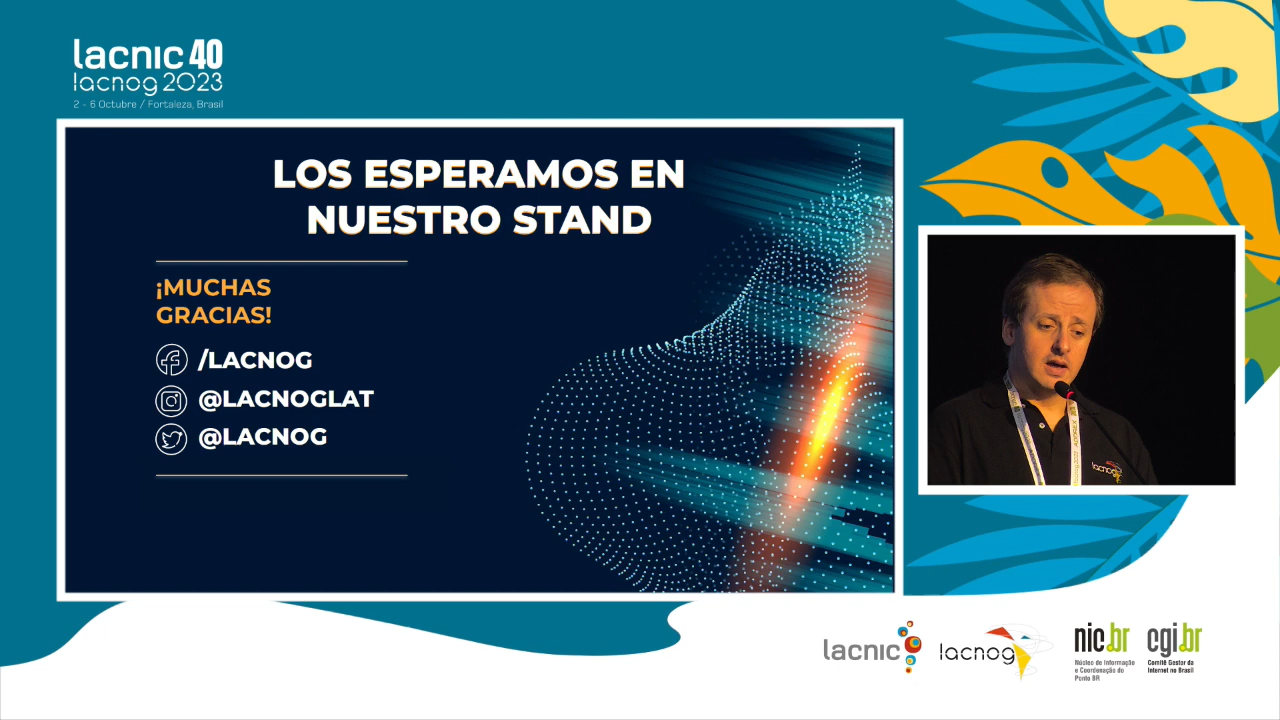 lacnic 40
lacnog 2023
2 - 6 Octubre / Fortaleza, Brasil
LOS ESPERAMOS EN
NUESTRO STAND
¡MUCHAS
GRACIAS!
/LACNOG
@LACNOGLAT
@LACNOG
lacnog
lacnic
lacnog
nic.br
Núcleo de Informação
e Coordenação do
Ponto BR
cgi.br
Comitê Gestor da
Internet no Brasil